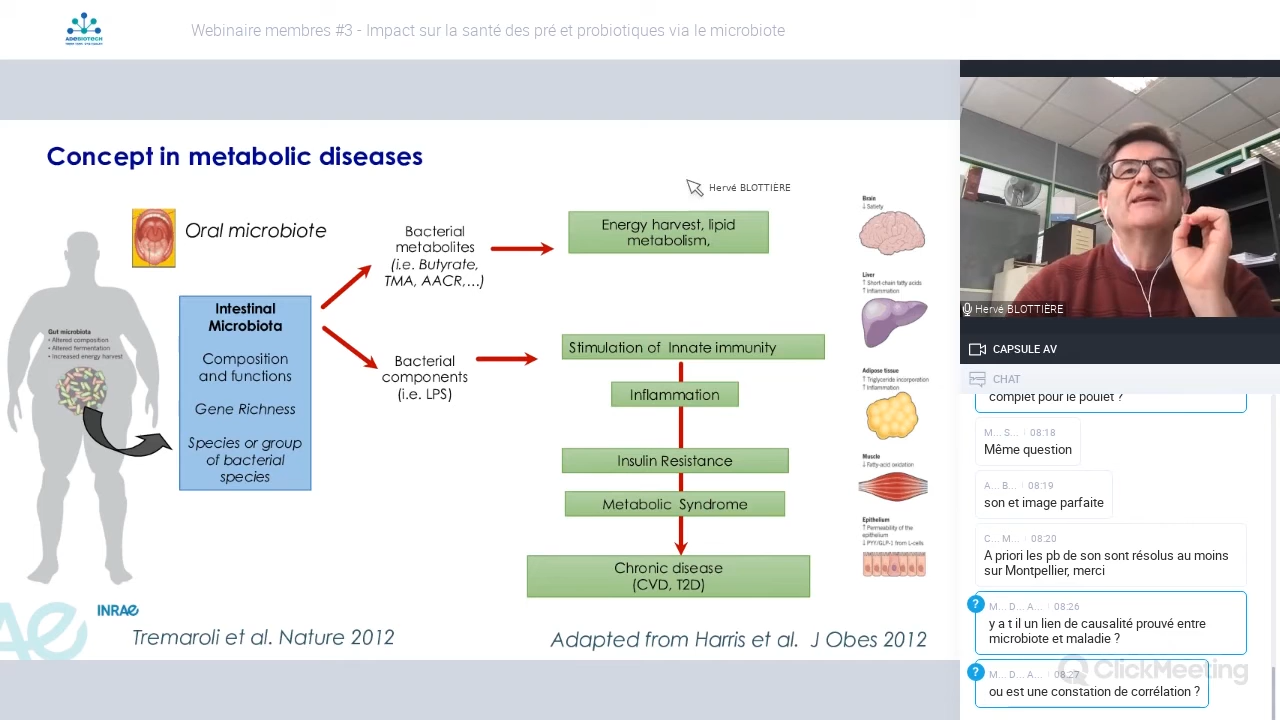 ADEBIOTECH
Webinaire membres #3 - Impact sur la santé des pré et probiotiques via le microbiote
Concept in metabolic diseases
Hervé BLOTTIÈRE
Oral microbiote
Gut microbiota
• Altered composition
• Altered fermentation
• Increased energy harvest
Intestinal
Microbiota
Composition
and functions
Gene Richness
Species or group
of bacterial
species
Bacterial
metabolites
(i.e. Butyrate,
TMA, AACR,…)
Bacterial
components
(i.e. LPS)
Energy harvest, lipid
metabolism,
Stimulation of Innate immunity
Inflammation
Insulin Resistance
Metabolic Syndrome
Chronic disease
(CVD, T2D)
Brain
↓ Satiety
Liver
↑ Short-chain fatty acids
↑ Inflammation
Adipose tissue
↑ Triglyceride incorporation
↑ Inflammation
Muscle
↓ Fatty-acid oxidation
Epithelium
↑ Permeability of the
epithelium
↓ PYY/GLP-1 from L-cells
INRAE
Tremaroli et al. Nature 2012
Adapted from Harris et al. J Obes 2012
Hervé BLOTTIÈRE
CAPSULE AV
CHAT
complet pour le poulet ?
M... S... 08:18
Même question
A... B... 08:19
son et image parfaite
C... M... 08:20
A priori les pb de son sont résolus au moins
sur Montpellier, merci
?
M... D... A... 08:26
y a t il un lien de causalité prouvé entre
microbiote et maladie ?
?
M... D... A... 08:27
ou est une constation de corrélation ?
ClickMeeting